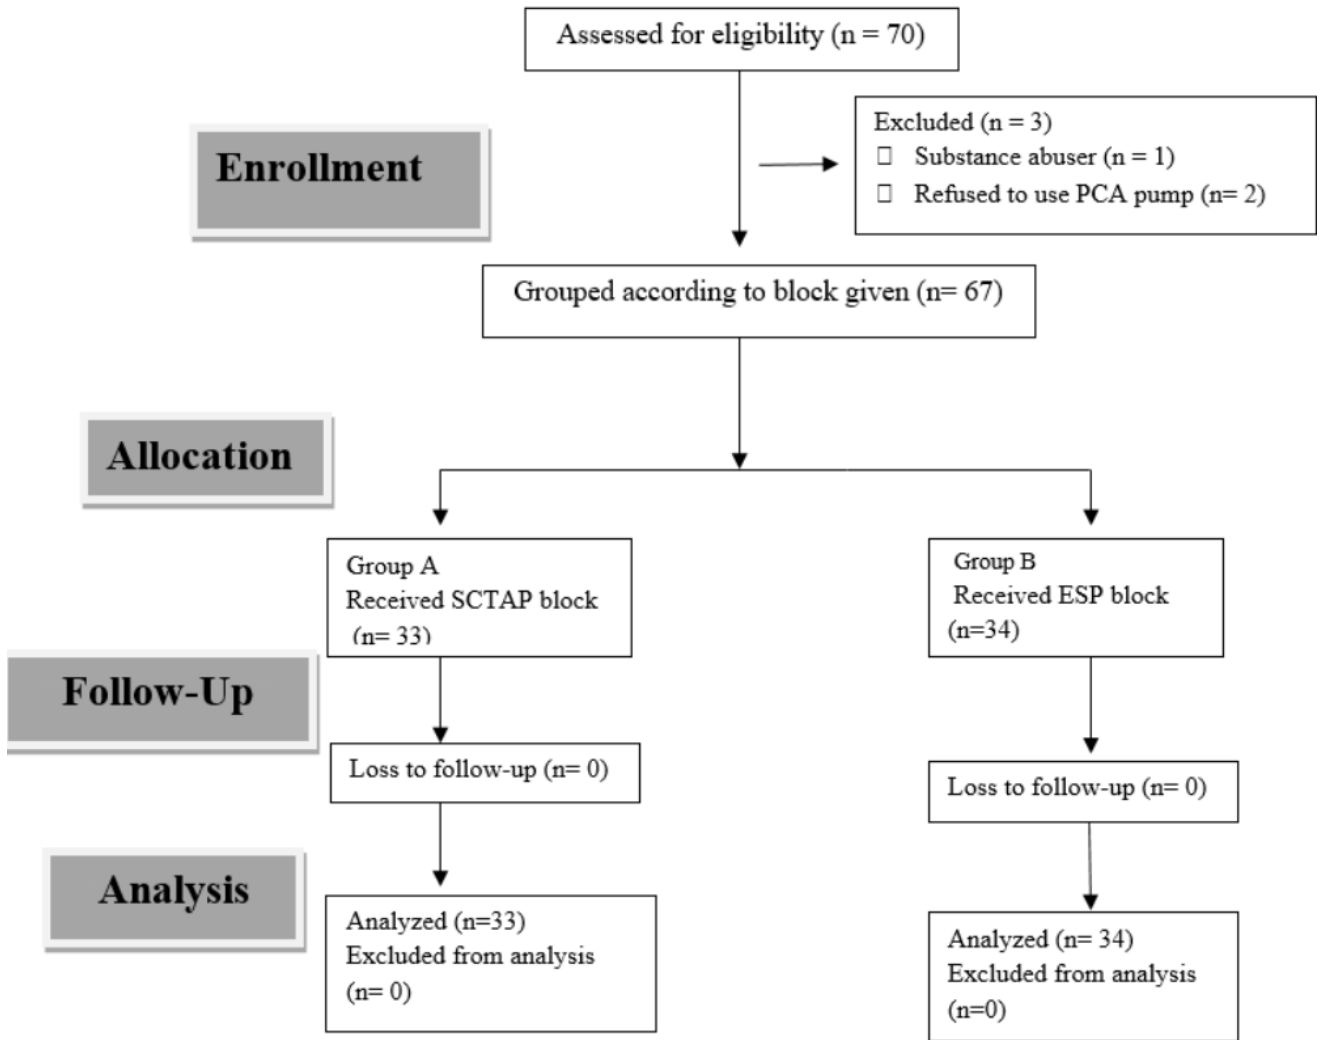 Assessed for eligibility (n = 70)
Excluded (n = 3)
Substance abuser (n = 1)
Refused to use PCA pump (n= 2)
Enrollment
Grouped according to block given (n= 67)
Allocation
Group A
Received SCTAP block
(n= 33)
Group B
Received ESP block
(n=34)
Follow-Up
Loss to follow-up (n= 0)
Loss to follow-up (n= 0)
Analysis
Analyzed (n=33)
Excluded from analysis
(n= 0)
Analyzed (n= 34)
Excluded from analysis
(n=0)